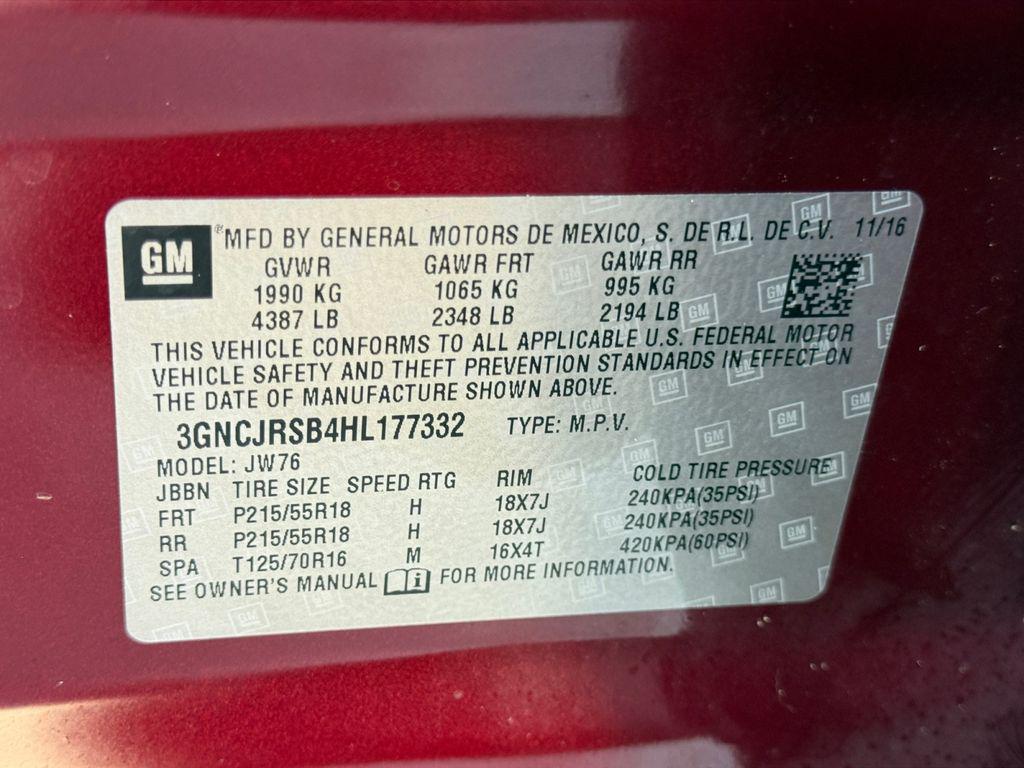 GM ® MFD BY GENERAL MOTORS DE MEXICO, S. DE R.L. DE C.V. 11/16
GVWR GAWR FRT GAWR RR
1990 KG 1065 KG 995 KG
4387 LB 2348 LB 2194 LB
THIS VEHICLE CONFORMS TO ALL APPLICABLE U.S. FEDERAL MOTOR
VEHICLE SAFETY AND THEFT PREVENTION STANDARDS IN EFFECT ON
THE DATE OF MANUFACTURE SHOWN ABOVE.
3GNCJRSB4HL177332 TYPE: M.P.V.
MODEL: JW76
JBBN TIRE SIZE SPEED RTG RIM COLD TIRE PRESSURE
FRT P215/55R18 H 18X7J 240KPA(35PSI)
RR P215/55R18 H 18X7J 240KPA(35PSI)
SPA T125/70R16 M 16X4T 420KPA(60PSI)
SEE OWNER'S MANUAL i FOR MORE INFORMATION.